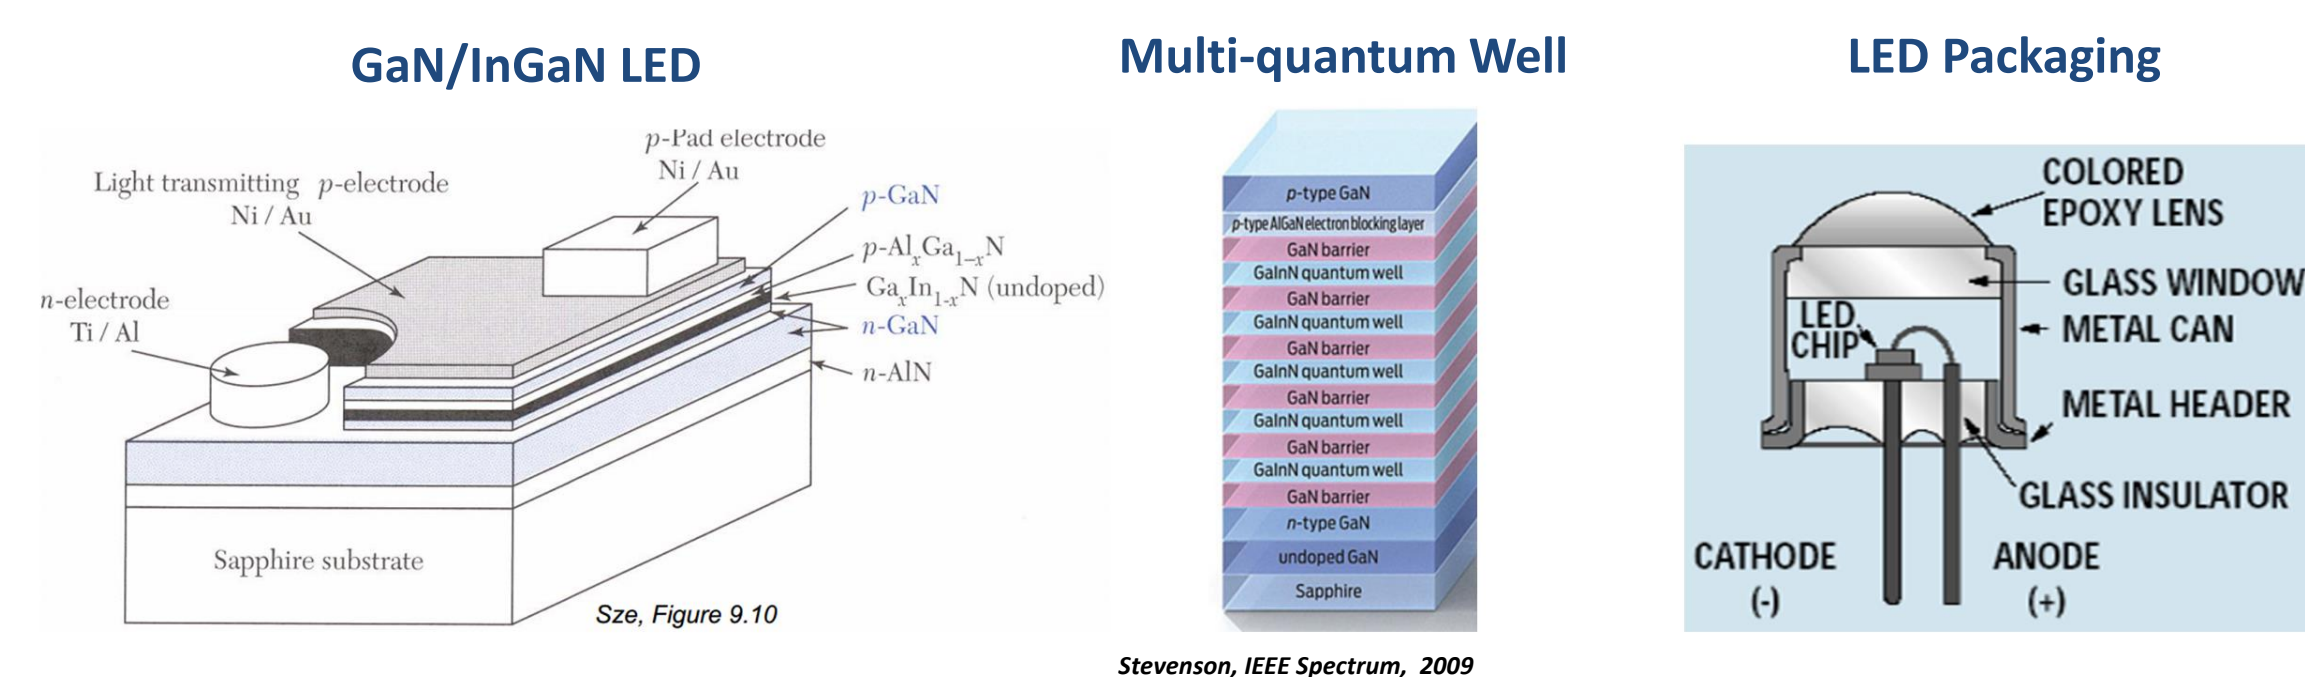 GaN/InGaN LED
Light transmitting p-electrode
Ni / Au
p-Pad electrode
Ni / Au
n-electrode
Ti / Al
p-GaN
p-AlxGa1–xN
GaxIn1-xN (undoped)
n-GaN
n-AlN
Sapphire substrate
Sze, Figure 9.10
Multi-quantum Well
p-type GaN
p-type AlGaN electron blocking layer
GaN barrier
GaInN quantum well
GaN barrier
GaInN quantum well
GaN barrier
GaInN quantum well
GaN barrier
GaInN quantum well
GaN barrier
GaInN quantum well
GaN barrier
n-type GaN
undoped GaN
Sapphire
Stevenson, IEEE Spectrum, 2009
LED Packaging
COLORED
EPOXY LENS
GLASS WINDOW
LED
CHIP
METAL CAN
METAL HEADER
GLASS INSULATOR
CATHODE
(-)
ANODE
(+)